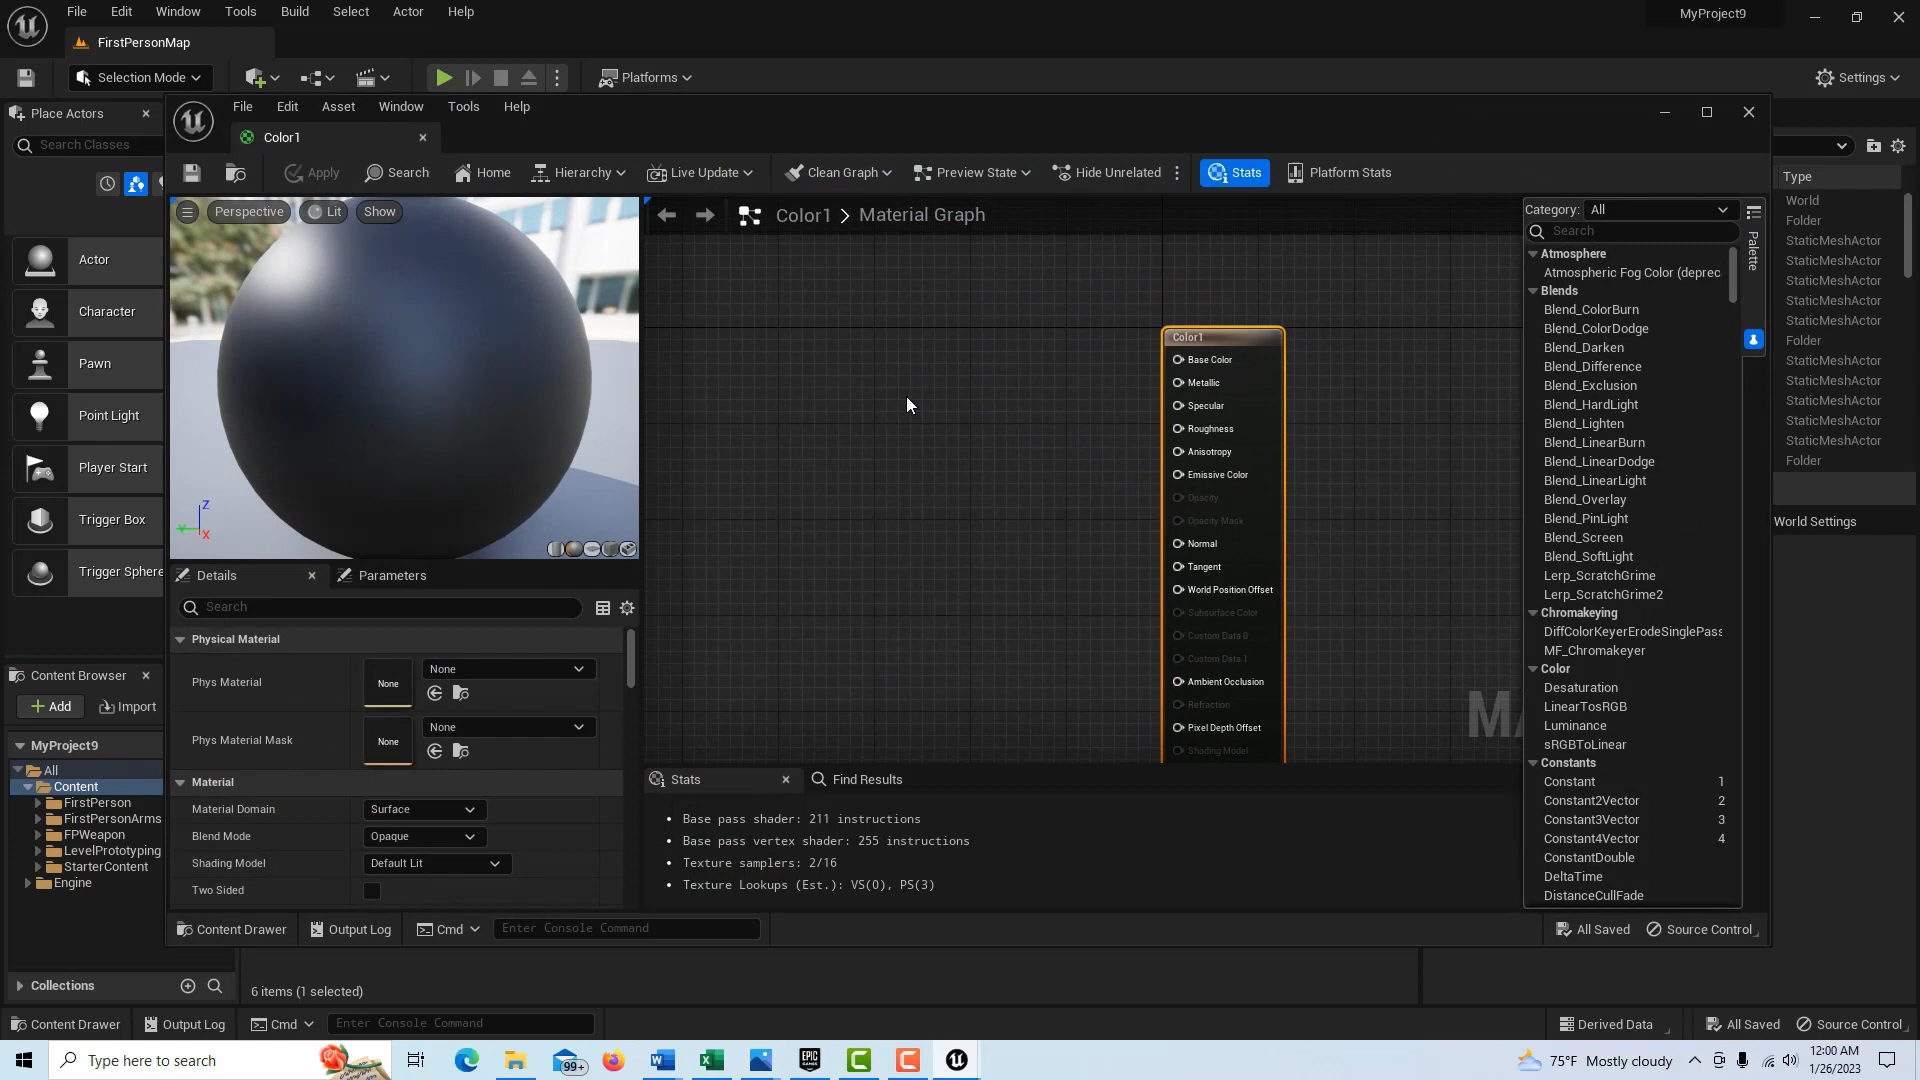 File Edit Window Tools Build Select Actor Help
MyProject9
FirstPersonMap
Selection Mode
Platforms
Settings
Place Actors
Search Classes
Actor
Character
Pawn
Point Light
Player Start
Trigger Box
Trigger Sphere
File Edit Asset Window Tools Help
Color1
Apply Search Home Hierarchy Live Update Clean Graph Preview State Hide Unrelated Stats Platform Stats
Perspective Lit Show
Z
Y
X
Color1 > Material Graph
Color1
Base Color
Metallic
Specular
Roughness
Anisotropy
Emissive Color
Opacity
Opacity Mask
Normal
Tangent
World Position Offset
Subsurface Color
Custom Data 0
Custom Data 1
Ambient Occlusion
Refraction
Pixel Depth Offset
Shading Model
MA
Category: All
Search
Palette
Atmosphere
Atmospheric Fog Color (deprec
Blends
Blend_ColorBurn
Blend_ColorDodge
Blend_Darken
Blend_Difference
Blend_Exclusion
Blend_HardLight
Blend_Lighten
Blend_LinearBurn
Blend_LinearDodge
Blend_LinearLight
Blend_Overlay
Blend_PinLight
Blend_Screen
Blend_SoftLight
Lerp_ScratchGrime
Lerp_ScratchGrime2
Chromakeying
DiffColorKeyerErodeSinglePass
MF_Chromakeyer
Color
Desaturation
LinearTosRGB
Luminance
sRGBToLinear
Constants
Constant 1
Constant2Vector 2
Constant3Vector 3
Constant4Vector 4
ConstantDouble
DeltaTime
DistanceCullFade
Type
World
Folder
StaticMeshActor
StaticMeshActor
StaticMeshActor
StaticMeshActor
StaticMeshActor
Folder
StaticMeshActor
StaticMeshActor
StaticMeshActor
StaticMeshActor
StaticMeshActor
Folder
World Settings
Details Parameters
Search
Physical Material
Phys Material None None
Phys Material Mask None None
Material
Material Domain Surface
Blend Mode Opaque
Shading Model Default Lit
Two Sided
Stats Find Results
Base pass shader: 211 instructions
Base pass vertex shader: 255 instructions
Texture samplers: 2/16
Texture Lookups (Est.): VS(0), PS(3)
Content Drawer Output Log Cmd Enter Console Command All Saved Source Control
Content Browser
Add Import
MyProject9
All
Content
FirstPerson
FirstPersonArms
FPWeapon
LevelPrototyping
StarterContent
Engine
Collections
6 items (1 selected)
Content Drawer Output Log Cmd Enter Console Command Derived Data All Saved Source Control
Type here to search
99+
EPIC GAMES
75°F Mostly cloudy
12:00 AM
1/26/2023